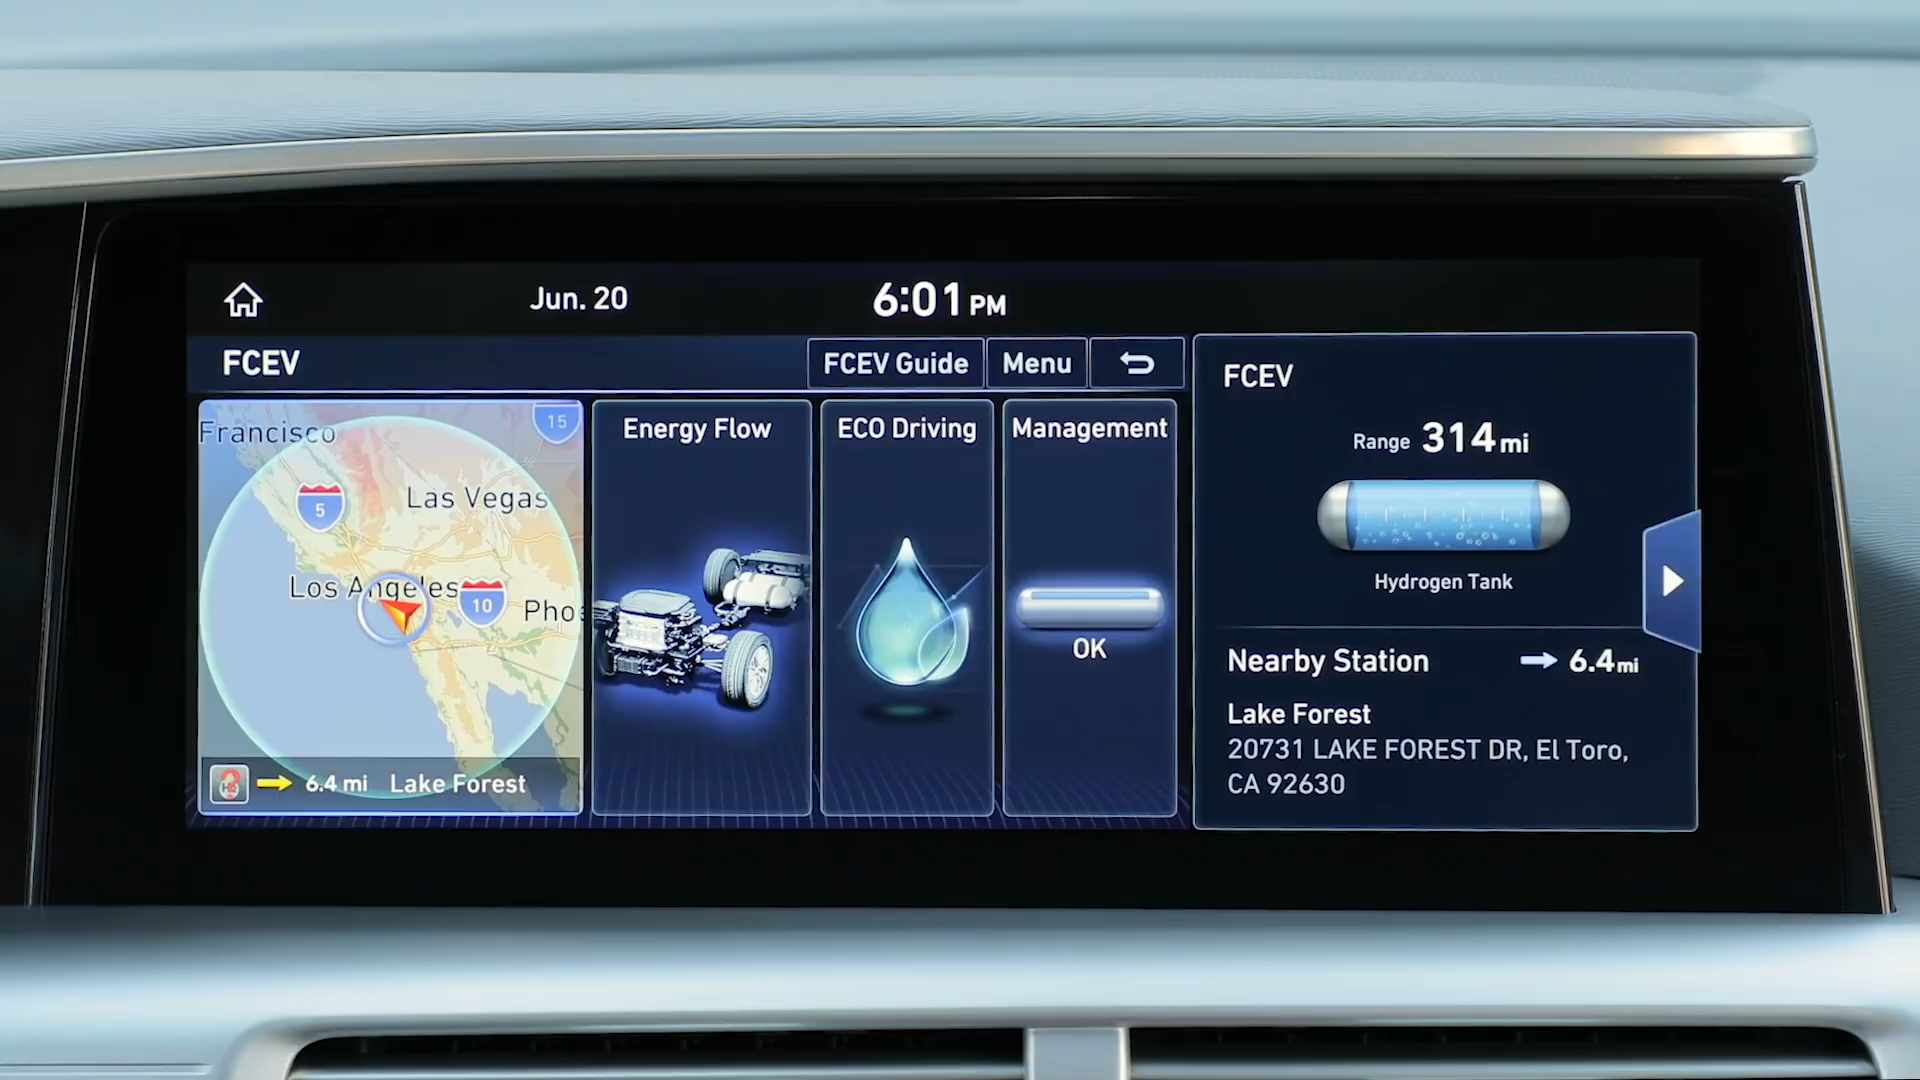 Jun. 20
6:01 PM
FCEV
FCEV Guide
Menu
Francisco
15
5
Las Vegas
Los Angeles
10
Pho
6.4 mi Lake Forest
Energy Flow
ECO Driving
Management
OK
FCEV
Range 314 mi
Hydrogen Tank
Nearby Station 6.4 mi
Lake Forest
20731 LAKE FOREST DR, El Toro,
CA 92630